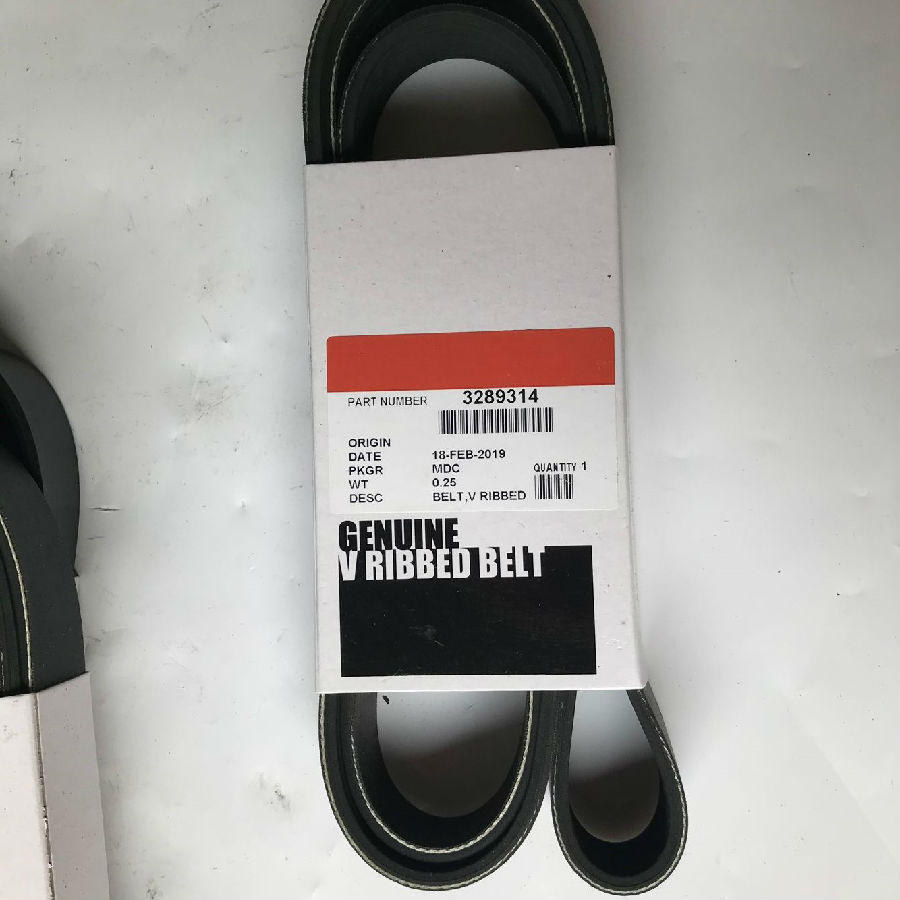 PART NUMBER 3289314
ORIGIN
DATE 18-FEB-2019
PKGR MDC QUANTITY 1
WT 0.25
DESC BELT,V RIBBED
GENUINE
V RIBBED BELT